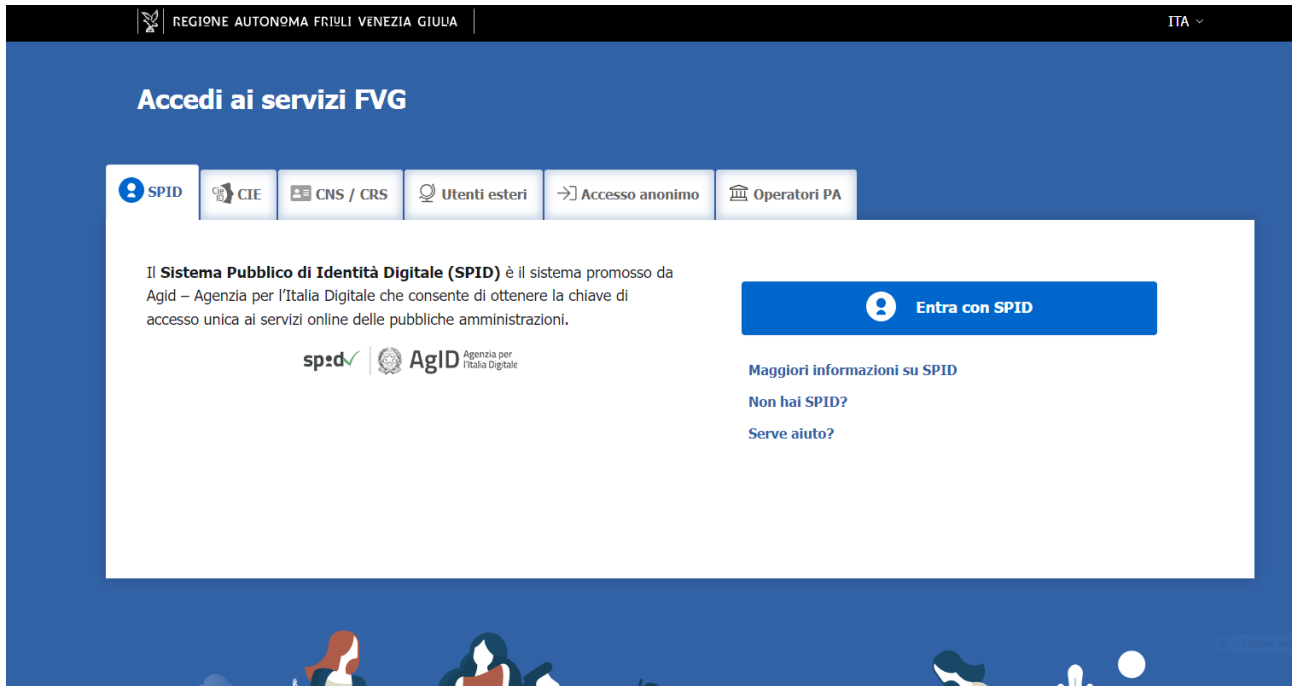 REGIONE AUTONOMA FRIULI VENEZIA GIULIA
ITA
Accedi ai servizi FVG
SPID
CIE
CNS / CRS
Utenti esteri
Accesso anonimo
Operatori PA
Il Sistema Pubblico di Identità Digitale (SPID) è il sistema promosso da
Agid – Agenzia per l'Italia Digitale che consente di ottenere la chiave di
accesso unica ai servizi online delle pubbliche amministrazioni.
spid
AgID Agenzia per
l'Italia Digitale
Entra con SPID
Maggiori informazioni su SPID
Non hai SPID?
Serve aiuto?